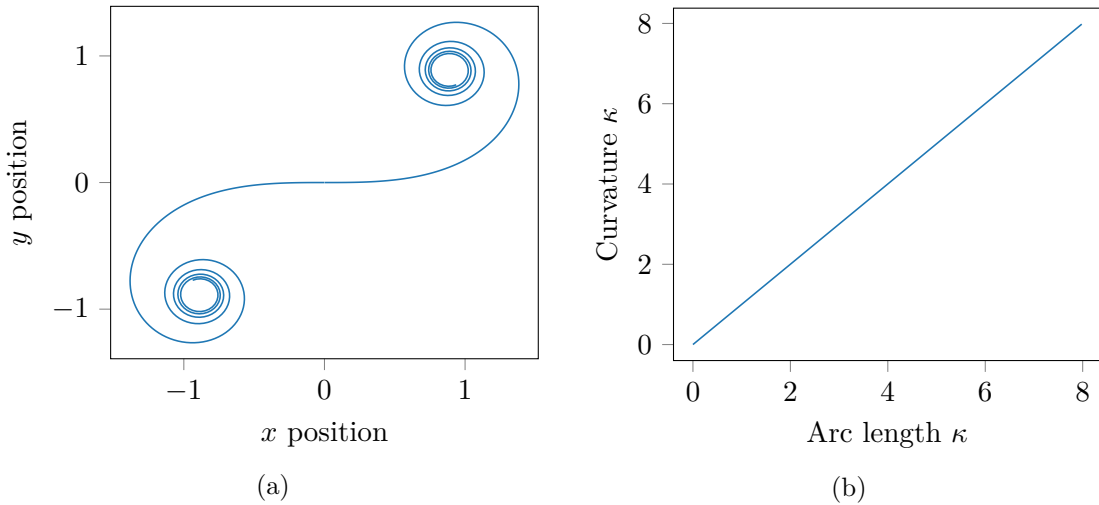 1
0
−1
y position
−1 0 1
x position
(a)
8
6
4
2
0
Curvature κ
0 2 4 6 8
Arc length κ
(b)